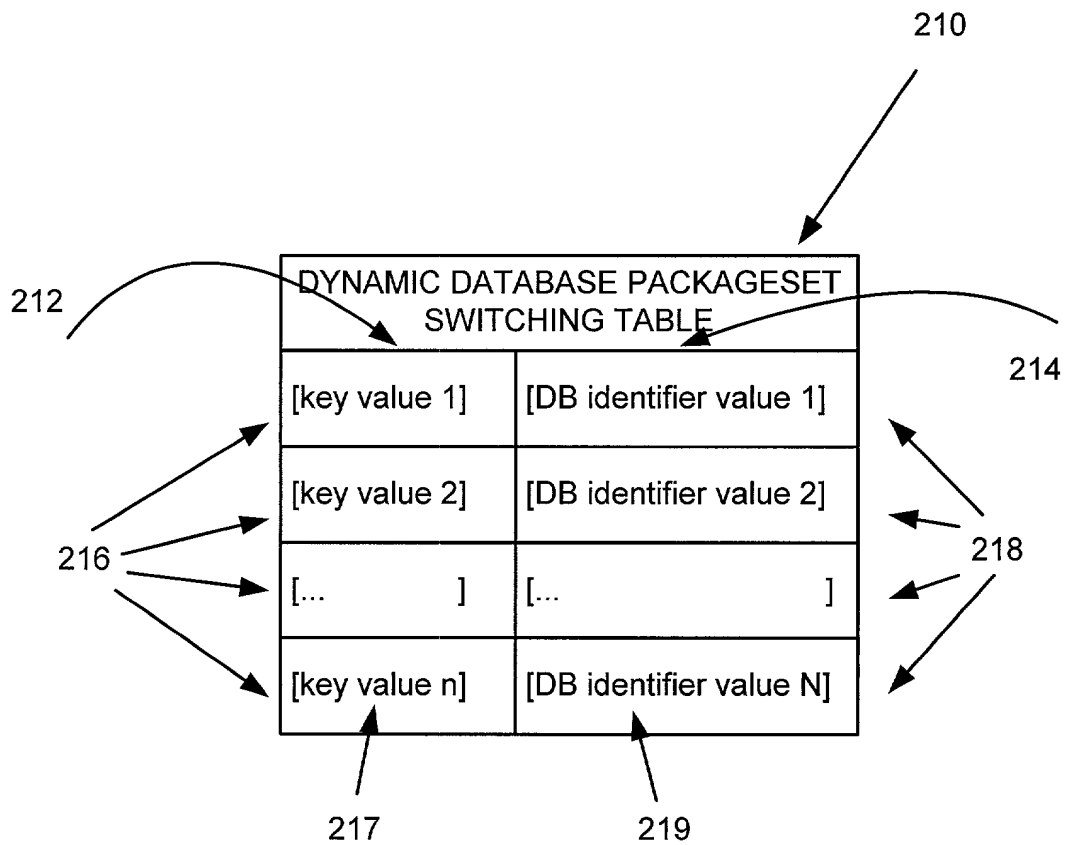 210
DYNAMIC DATABASE PACKAGESET
SWITCHING TABLE
212
214
[key value 1] [DB identifier value 1]
[key value 2] [DB identifier value 2]
216
218
[... ] [... ]
[key value n] [DB identifier value N]
217
219